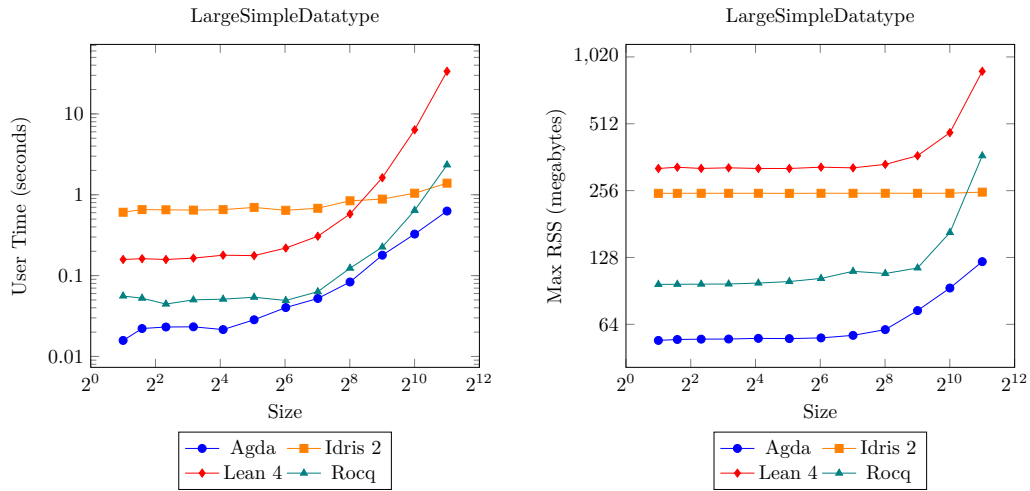 LargeSimpleDatatype
User Time (seconds)
10
1
0.1
0.01
2^0 2^2 2^4 2^6 2^8 2^10 2^12
Size
Agda Idris 2
Lean 4 Rocq
LargeSimpleDatatype
Max RSS (megabytes)
1,020
512
256
128
64
2^0 2^2 2^4 2^6 2^8 2^10 2^12
Size
Agda Idris 2
Lean 4 Rocq